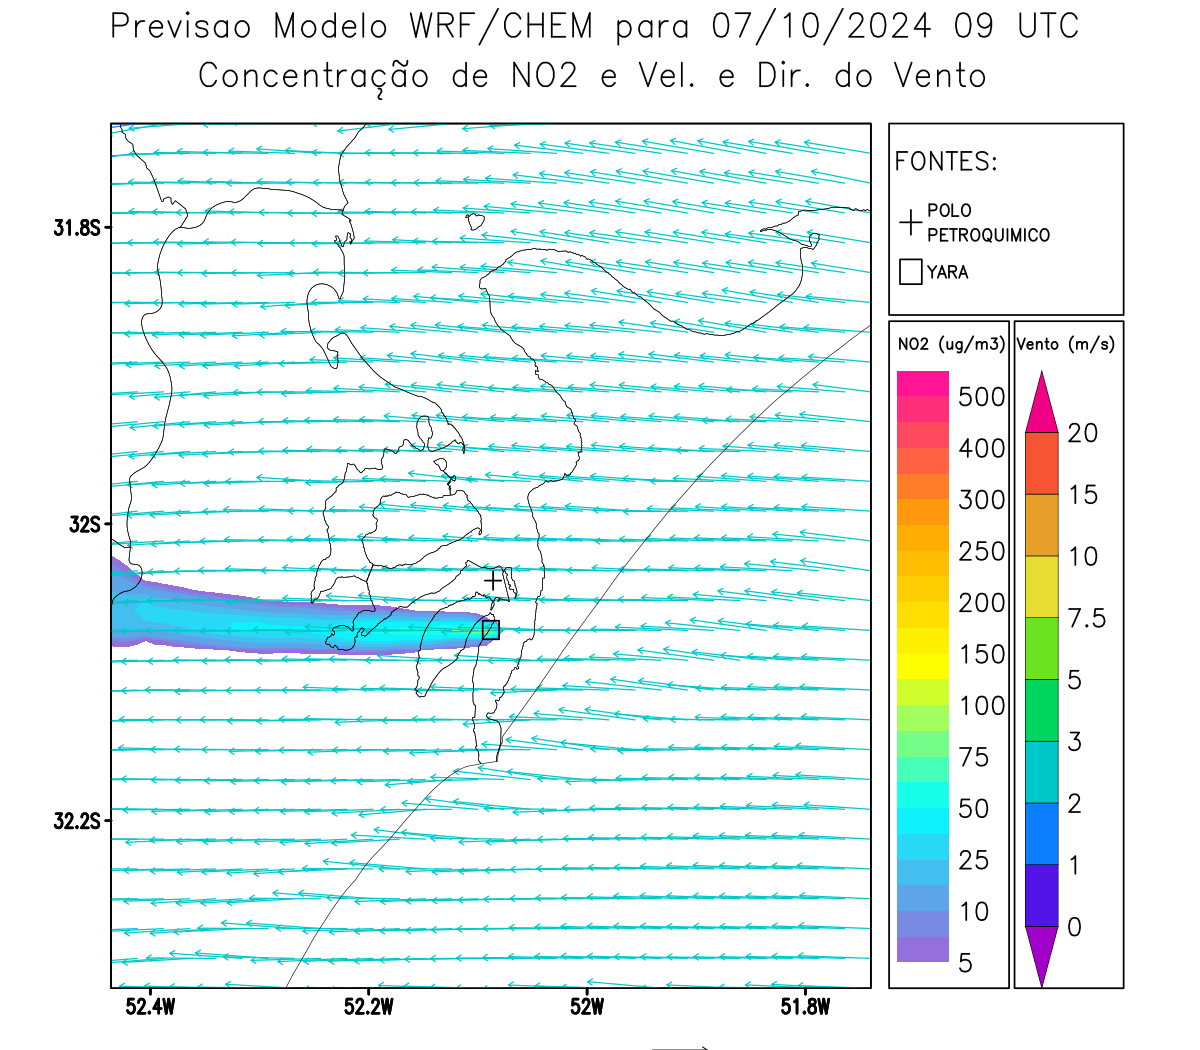 Previsao Modelo WRF/CHEM para 07/10/2024 09 UTC
Concentração de NO2 e Vel. e Dir. do Vento
FONTES:
POLO
PETROQUIMICO
YARA
NO2 (ug/m3)
500
400
300
250
200
150
100
75
50
25
10
5
Vento (m/s)
20
15
10
7.5
5
3
2
1
0
31.8S
32S
32.2S
52.4W
52.2W
52W
51.8W